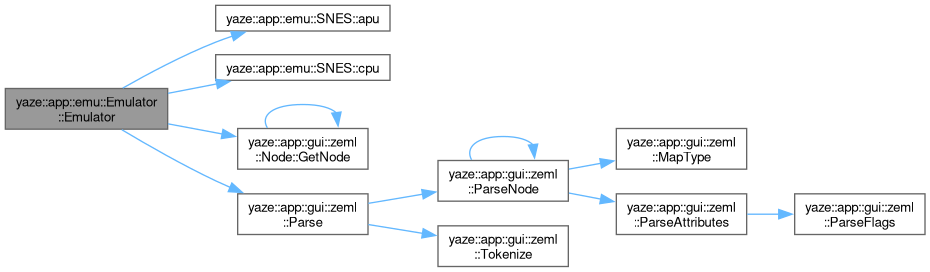 yaze::app::emu::SNES::apu
yaze::app::emu::SNES::cpu
yaze::app::emu::Emulator
::Emulator
yaze::app::gui::zeml
::Node::GetNode
yaze::app::gui::zeml
::Parse
yaze::app::gui::zeml
::ParseNode
yaze::app::gui::zeml
::Tokenize
yaze::app::gui::zeml
::MapType
yaze::app::gui::zeml
::ParseAttributes
yaze::app::gui::zeml
::ParseFlags